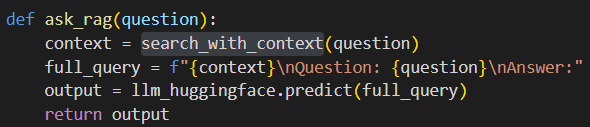 def ask_rag(question):
    context = search_with_context(question)
    full_query = f"{context}\nQuestion: {question}\nAnswer:"
    output = llm_huggingface.predict(full_query)
    return output